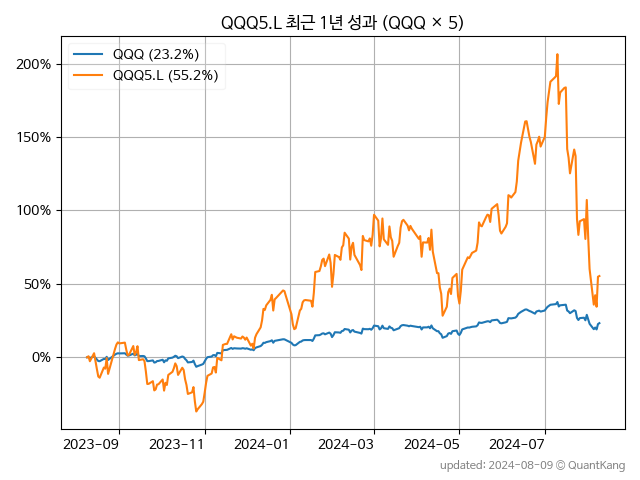 QQQ5.L 최근 1년 성과 (QQQ × 5)
QQQ (23.2%)
QQQ5.L (55.2%)
200%
150%
100%
50%
0%
2023-09 2023-11 2024-01 2024-03 2024-05 2024-07
updated: 2024-08-09 © QuantKang